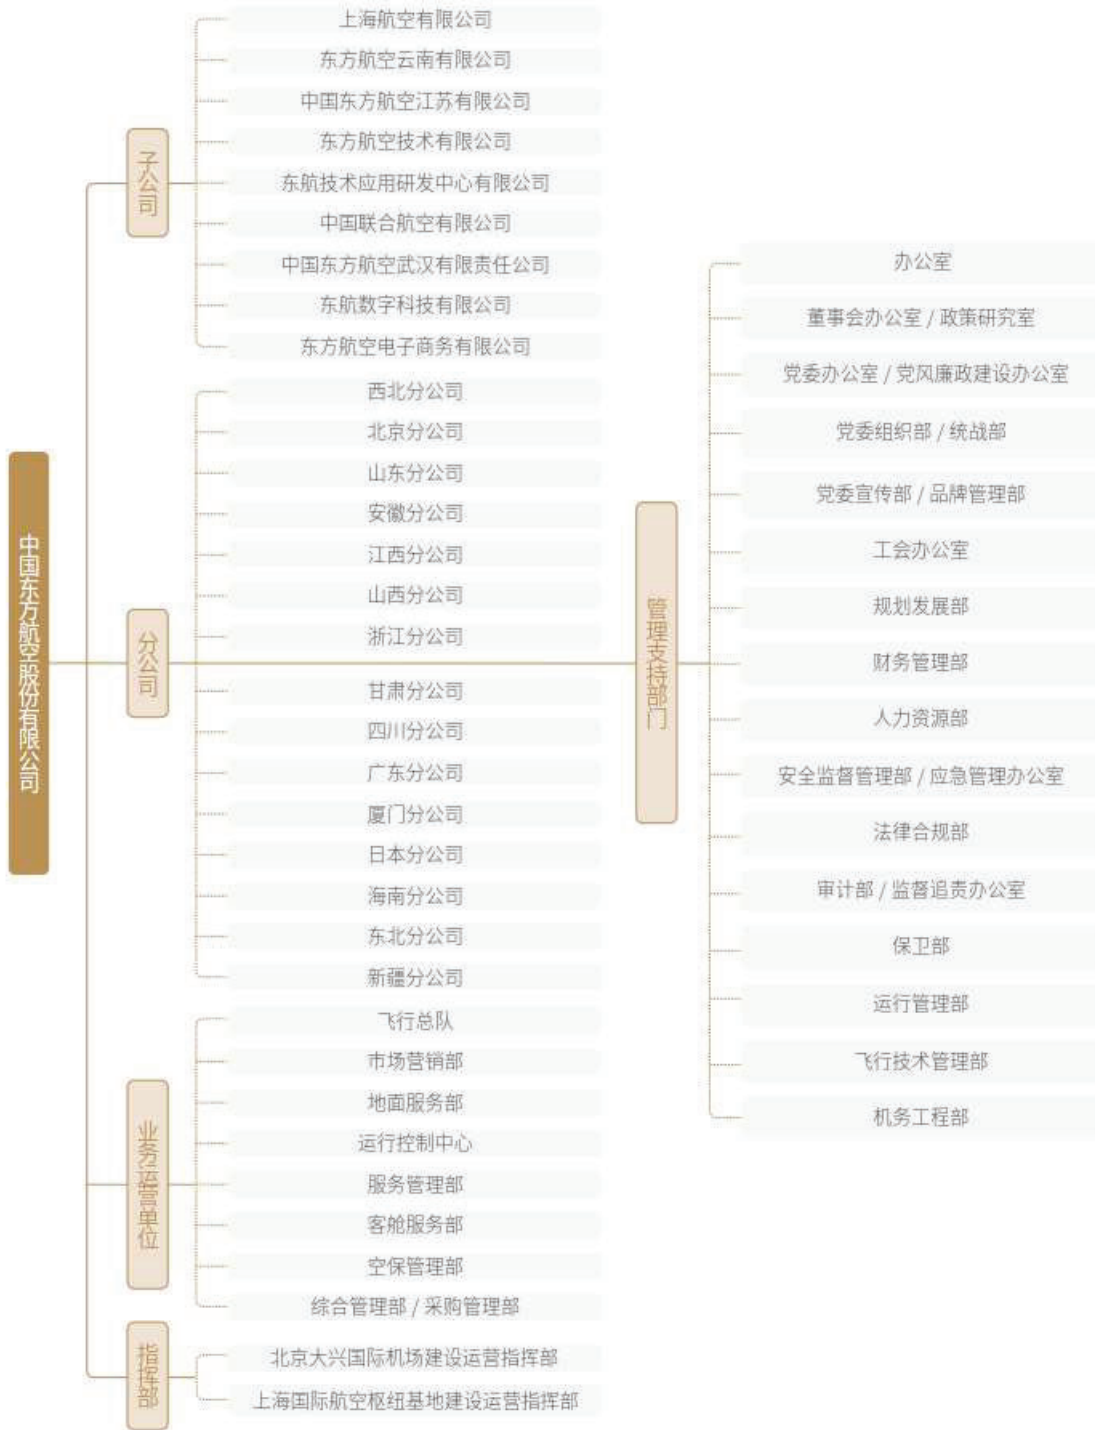 中国东方航空股份有限公司
子公司
上海航空有限公司
东方航空云南有限公司
中国东方航空江苏有限公司
东方航空技术有限公司
东航技术应用研发中心有限公司
中国联合航空有限公司
中国东方航空武汉有限责任公司
东航数字科技有限公司
东方航空电子商务有限公司
分公司
西北分公司
北京分公司
山东分公司
安徽分公司
江西分公司
山西分公司
浙江分公司
甘肃分公司
四川分公司
广东分公司
厦门分公司
日本分公司
海南分公司
东北分公司
新疆分公司
业务运营单位
飞行总队
市场营销部
地面服务部
运行控制中心
服务管理部
客舱服务部
空保管理部
综合管理部 / 采购管理部
指挥部
北京大兴国际机场建设运营指挥部
上海国际航空枢纽基地建设运营指挥部
管理支持部门
办公室
董事会办公室 / 政策研究室
党委办公室 / 党风廉政建设办公室
党委组织部 / 统战部
党委宣传部 / 品牌管理部
工会办公室
规划发展部
财务管理部
人力资源部
安全监督管理部 / 应急管理办公室
法律合规部
审计部 / 监督追责办公室
保卫部
运行管理部
飞行技术管理部
机务工程部